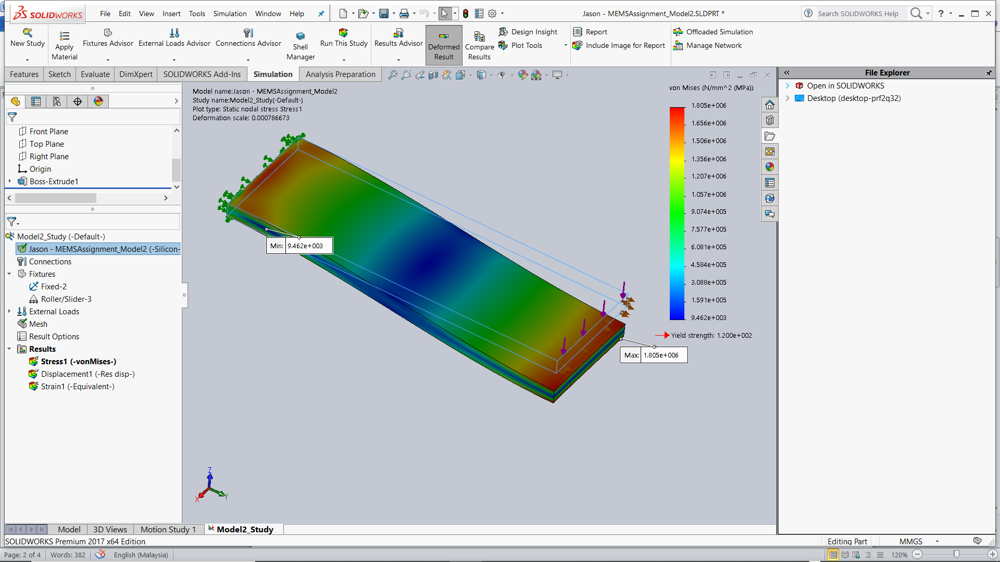 SOLIDWORKS
File Edit View Insert Tools Simulation Window Help
Jason - MEMSAssignment_Model2.SLDPRT *
Search SOLIDWORKS Help
New Study
Apply Material
Fixtures Advisor
External Loads Advisor
Connections Advisor
Shell Manager
Run This Study
Results Advisor
Deformed Result
Compare Results
Design Insight
Plot Tools
Report
Include Image for Report
Offloaded Simulation
Manage Network
Features Sketch Evaluate DimXpert SOLIDWORKS Add-Ins Simulation Analysis Preparation
File Explorer
Open in SOLIDWORKS
Desktop (desktop-prf2q32)
Front Plane
Top Plane
Right Plane
Origin
Boss-Extrude1
Model2_Study (-Default-)
Jason - MEMSAssignment_Model2 (-Silicon-
Connections
Fixtures
Fixed-2
Roller/Slider-3
External Loads
Mesh
Result Options
Results
Stress1 (-vonMises-)
Displacement1 (-Res disp-)
Strain1 (-Equivalent-)
Model name:Jason - MEMSAssignment_Model2
Study name:Model2_Study(-Default-)
Plot type: Static nodal stress Stress1
Deformation scale: 0.000786673
von Mises (N/mm^2 (MPa))
1.805e+006
1.656e+006
1.506e+006
1.356e+006
1.207e+006
1.057e+006
9.074e+005
7.577e+005
6.081e+005
4.584e+005
3.088e+005
1.591e+005
9.462e+003
Yield strength: 1.200e+002
Min: 9.462e+003
Max: 1.805e+006
Z
X
Y
Model 3D Views Motion Study 1 Model2_Study
SOLIDWORKS Premium 2017 x64 Edition
Editing Part
MMGS
Page: 2 of 4 Words: 382 English (Malaysia) 120%